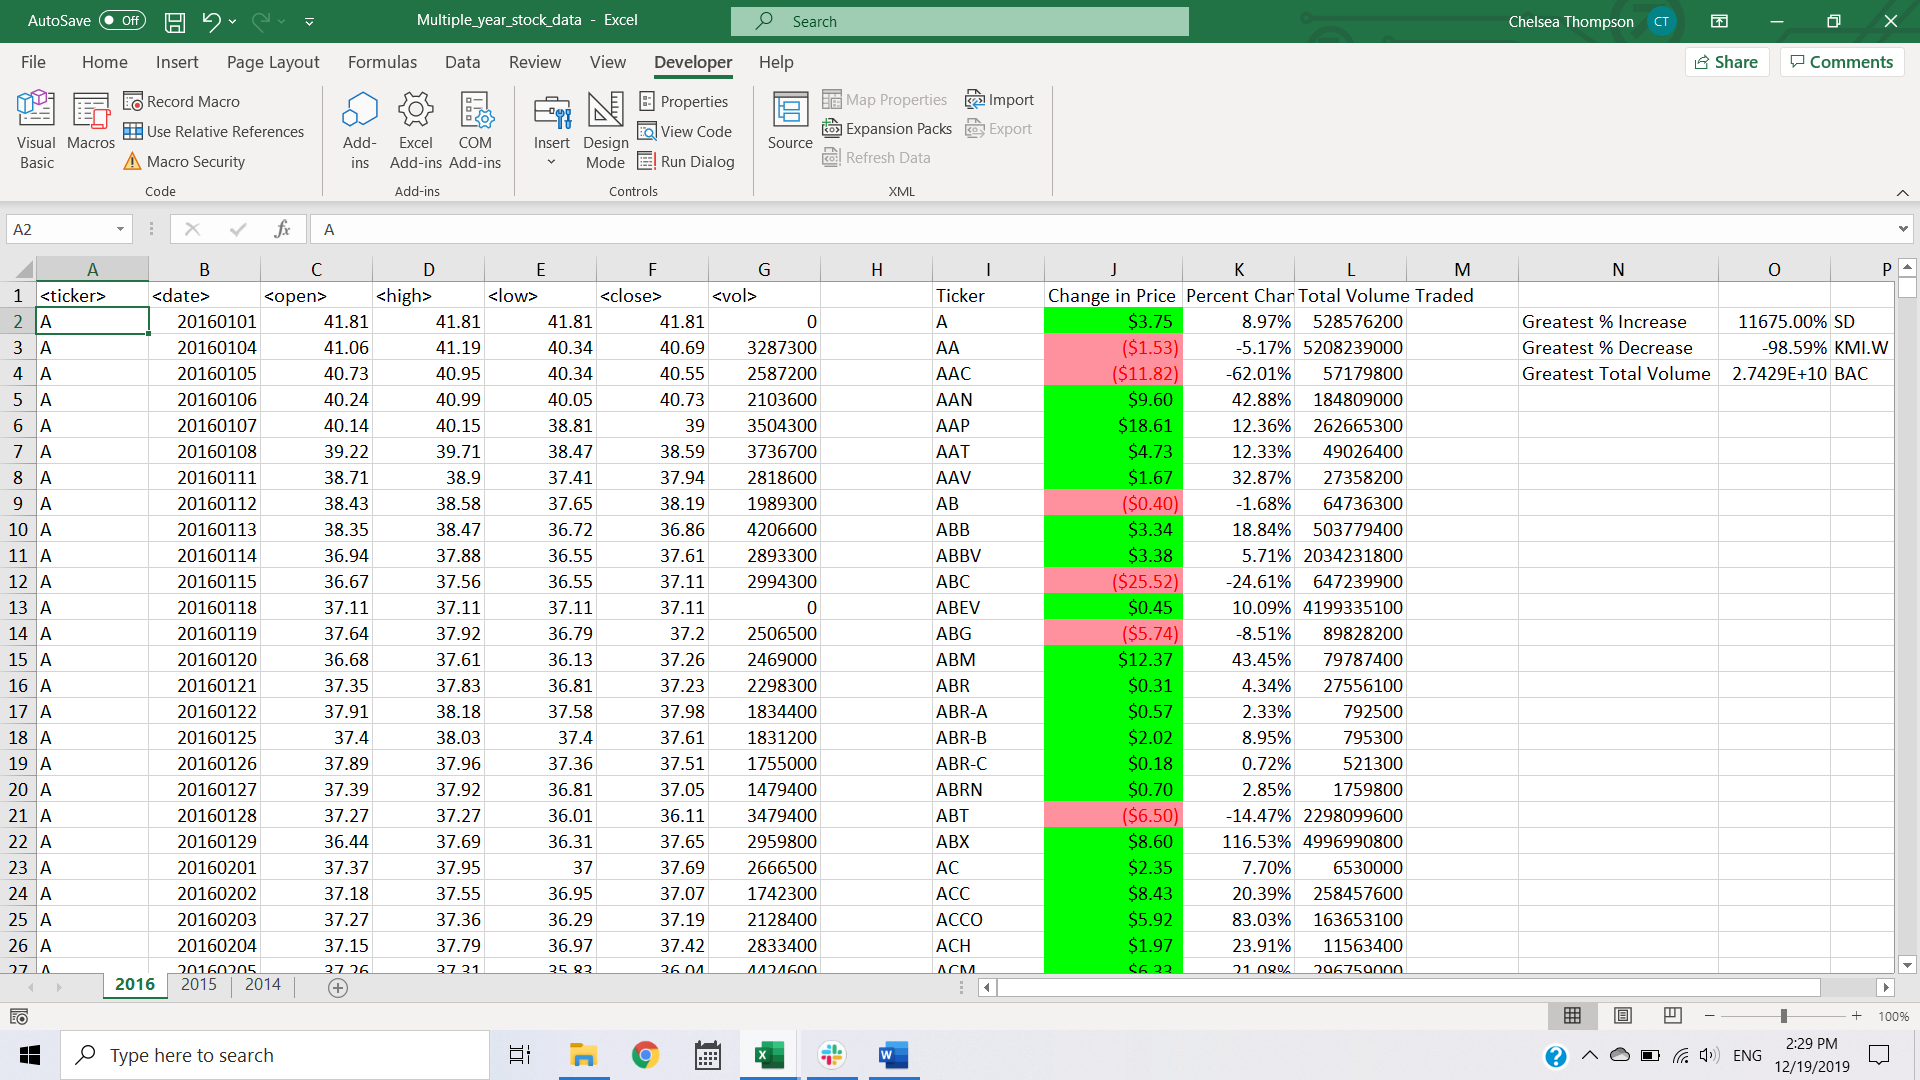 AutoSave Off Multiple_year_stock_data - Excel Search Chelsea Thompson CT
File Home Insert Page Layout Formulas Data Review View Developer Help Share Comments
Visual Basic Macros Record Macro Use Relative References Macro Security
Add-ins Excel Add-ins COM Add-ins
Insert Design Mode Properties View Code Run Dialog
Source Map Properties Expansion Packs Refresh Data Import Export
Code Add-ins Controls XML
A2 fx A
A B C D E F G H I J K L M N O P
1 <ticker> <date> <open> <high> <low> <close> <vol> Ticker Change in Price Percent Chan Total Volume Traded
2 A 20160101 41.81 41.81 41.81 41.81 0 A $3.75 8.97% 528576200 Greatest % Increase 11675.00% SD
3 A 20160104 41.06 41.19 40.34 40.69 3287300 AA ($1.53) -5.17% 5208239000 Greatest % Decrease -98.59% KMI.W
4 A 20160105 40.73 40.95 40.34 40.55 2587200 AAC ($11.82) -62.01% 57179800 Greatest Total Volume 2.7429E+10 BAC
5 A 20160106 40.24 40.99 40.05 40.73 2103600 AAN $9.60 42.88% 184809000
6 A 20160107 40.14 40.15 38.81 39 3504300 AAP $18.61 12.36% 262665300
7 A 20160108 39.22 39.71 38.47 38.59 3736700 AAT $4.73 12.33% 49026400
8 A 20160111 38.71 38.9 37.41 37.94 2818600 AAV $1.67 32.87% 27358200
9 A 20160112 38.43 38.58 37.65 38.19 1989300 AB ($0.40) -1.68% 64736300
10 A 20160113 38.35 38.47 36.72 36.86 4206600 ABB $3.34 18.84% 503779400
11 A 20160114 36.94 37.88 36.55 37.61 2893300 ABBV $3.38 5.71% 2034231800
12 A 20160115 36.67 37.56 36.55 37.11 2994300 ABC ($25.52) -24.61% 647239900
13 A 20160118 37.11 37.11 37.11 37.11 0 ABEV $0.45 10.09% 4199335100
14 A 20160119 37.64 37.92 36.79 37.2 2506500 ABG ($5.74) -8.51% 89828200
15 A 20160120 36.68 37.61 36.13 37.26 2469000 ABM $12.37 43.45% 79787400
16 A 20160121 37.35 37.83 36.81 37.23 2298300 ABR $0.31 4.34% 27556100
17 A 20160122 37.91 38.18 37.58 37.98 1834400 ABR-A $0.57 2.33% 792500
18 A 20160125 37.4 38.03 37.4 37.61 1831200 ABR-B $2.02 8.95% 795300
19 A 20160126 37.89 37.96 37.36 37.51 1755000 ABR-C $0.18 0.72% 521300
20 A 20160127 37.39 37.92 36.81 37.05 1479400 ABRN $0.70 2.85% 1759800
21 A 20160128 37.27 37.27 36.01 36.11 3479400 ABT ($6.50) -14.47% 2298099600
22 A 20160129 36.44 37.69 36.31 37.65 2959800 ABX $8.60 116.53% 4996990800
23 A 20160201 37.37 37.95 37 37.69 2666500 AC $2.35 7.70% 6530000
24 A 20160202 37.18 37.55 36.95 37.07 1742300 ACC $8.43 20.39% 258457600
25 A 20160203 37.27 37.36 36.29 37.19 2128400 ACCO $5.92 83.03% 163653100
26 A 20160204 37.15 37.79 36.97 37.42 2833400 ACH $1.97 23.91% 11563400
27 A 20160205 37.26 37.31 35.83 36.04 4424600 ACM $6.33 21.08% 296759000
2016 2015 2014
100%
Type here to search ENG 2:29 PM
12/19/2019